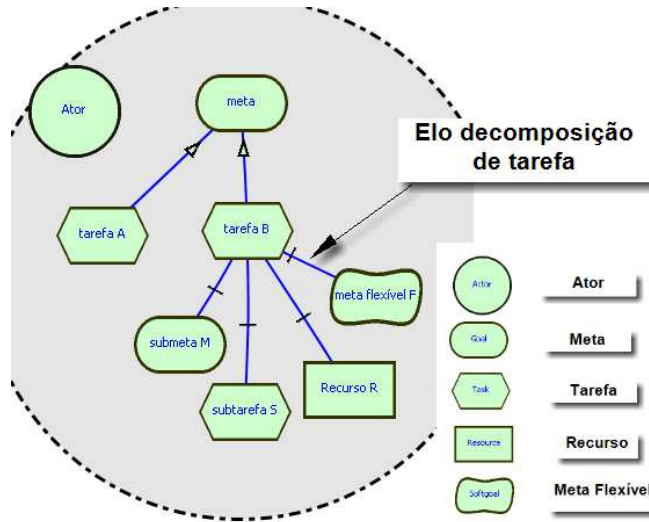 Ator
meta
Elo decomposição
de tarefa
tarefa A
tarefa B
meta flexível F
submeta M
subtarefa S
Recurso R
Actor
Ator
Goal
Meta
Task
Tarefa
Resource
Recurso
Softgoal
Meta Flexível